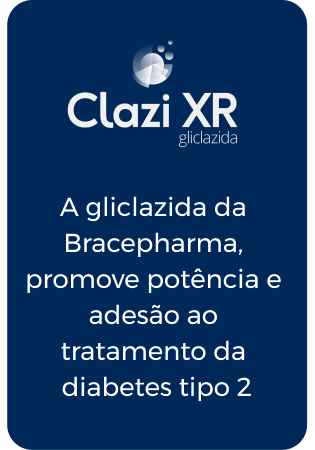 Clazi XR
gliclazida
A gliclazida da
Bracepharma,
promove potência e
adesão ao
tratamento da
diabetes tipo 2